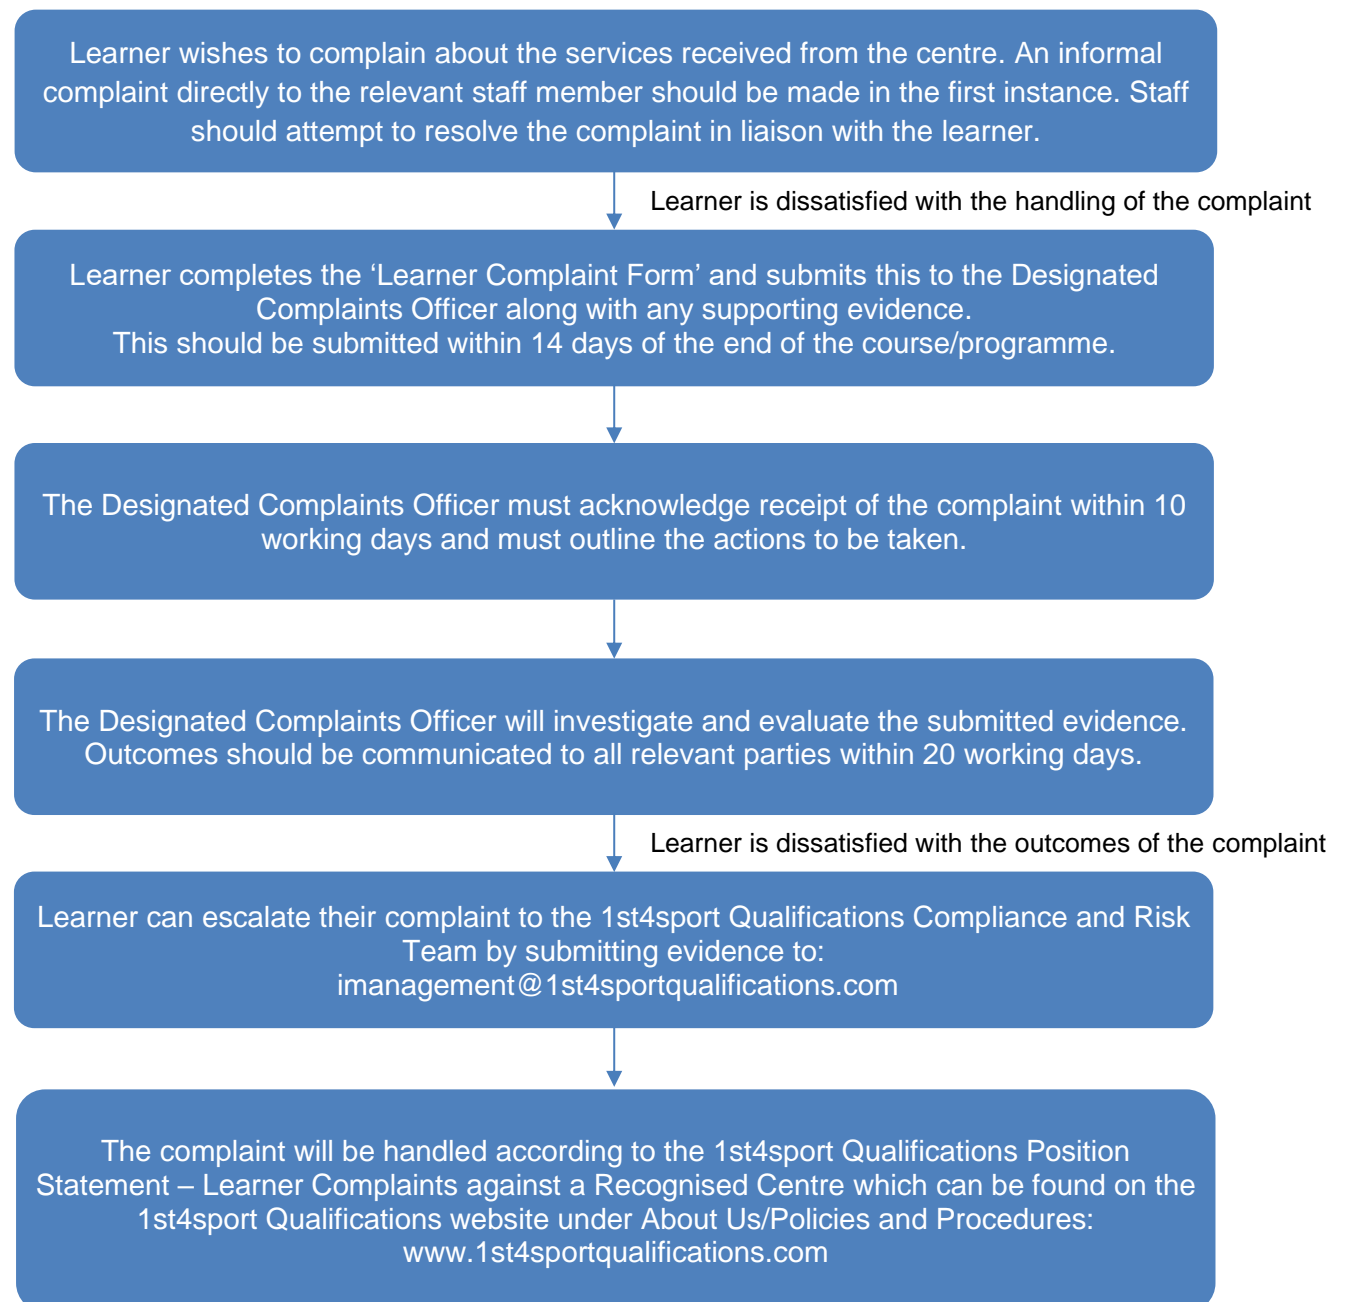 Learner wishes to complain about the services received from the centre. An informal
complaint directly to the relevant staff member should be made in the first instance. Staff
should attempt to resolve the complaint in liaison with the learner.
Learner is dissatisfied with the handling of the complaint
Learner completes the ‘Learner Complaint Form’ and submits this to the Designated
Complaints Officer along with any supporting evidence.
This should be submitted within 14 days of the end of the course/programme.
The Designated Complaints Officer must acknowledge receipt of the complaint within 10
working days and must outline the actions to be taken.
The Designated Complaints Officer will investigate and evaluate the submitted evidence.
Outcomes should be communicated to all relevant parties within 20 working days.
Learner is dissatisfied with the outcomes of the complaint
Learner can escalate their complaint to the 1st4sport Qualifications Compliance and Risk
Team by submitting evidence to:
imanagement@1st4sportqualifications.com
The complaint will be handled according to the 1st4sport Qualifications Position
Statement – Learner Complaints against a Recognised Centre which can be found on the
1st4sport Qualifications website under About Us/Policies and Procedures:
www.1st4sportqualifications.com